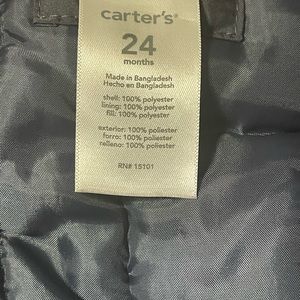 carter's®
24
months
Made in Bangladesh
Hecho en Bangladesh
shell: 100% polyester
lining: 100% polyester
fill: 100% polyester
exterior: 100% poliester
forro: 100% poliester
relleno: 100% poliester
RN# 15101